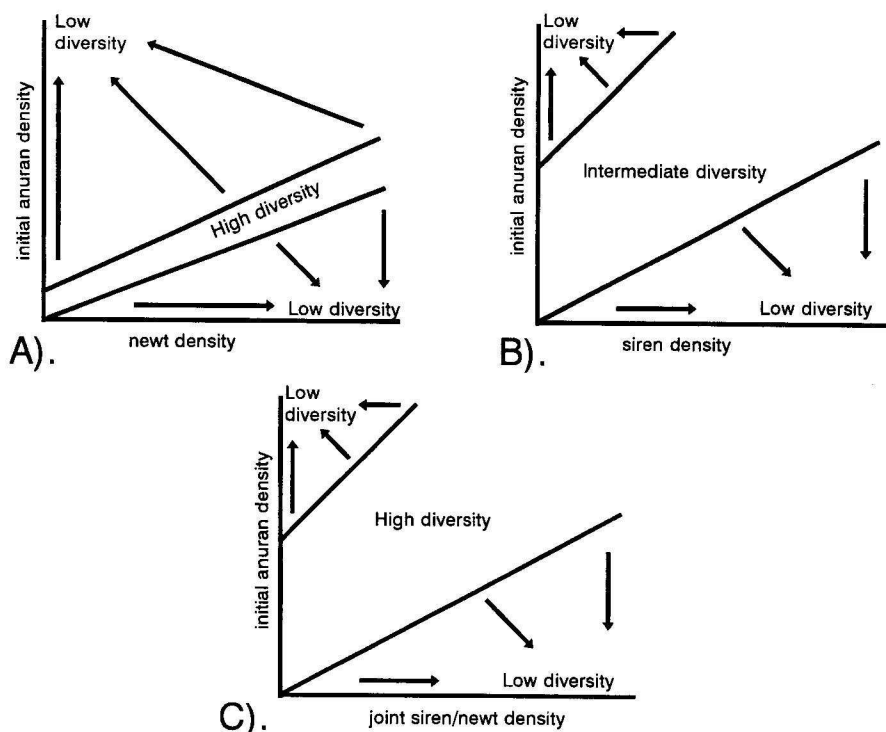 Low
diversity
initial anuran density
High diversity
Low diversity
newt density
A).
Low
diversity
initial anuran density
Intermediate diversity
Low diversity
siren density
B).
Low
diversity
initial anuran density
High diversity
Low diversity
joint siren/newt density
C).